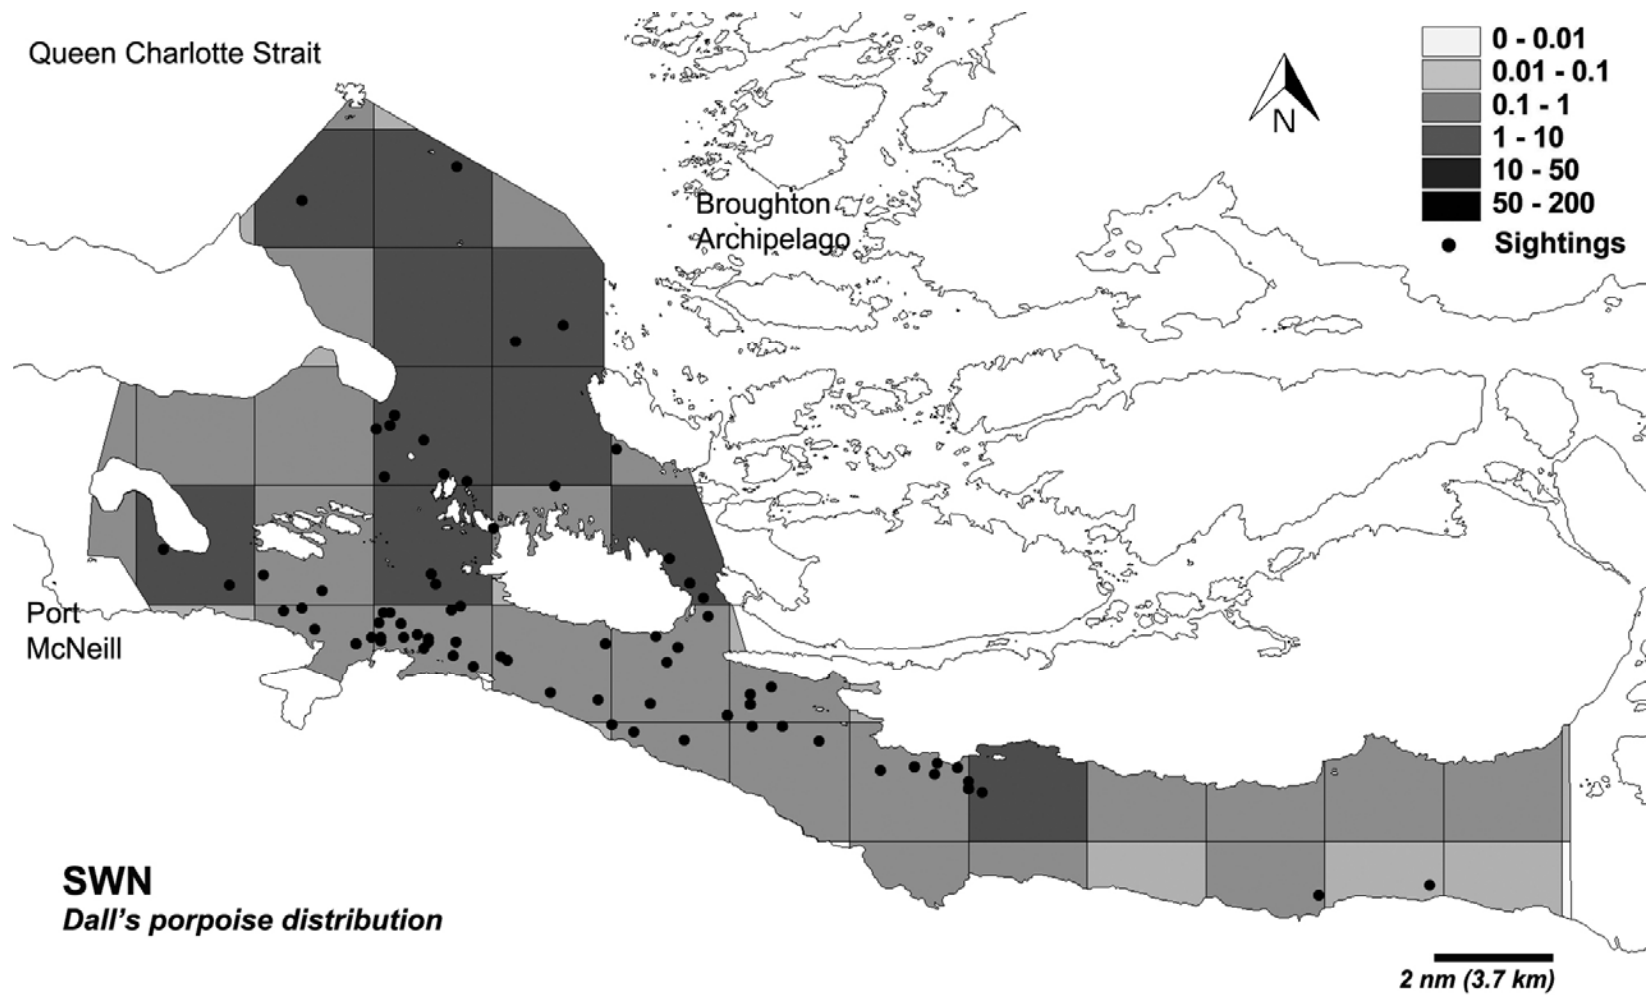 Queen Charlotte Strait
0 - 0.01
0.01 - 0.1
0.1 - 1
1 - 10
10 - 50
50 - 200
Sightings
N
Broughton
Archipelago
Port
McNeill
SWN
Dall's porpoise distribution
2 nm (3.7 km)